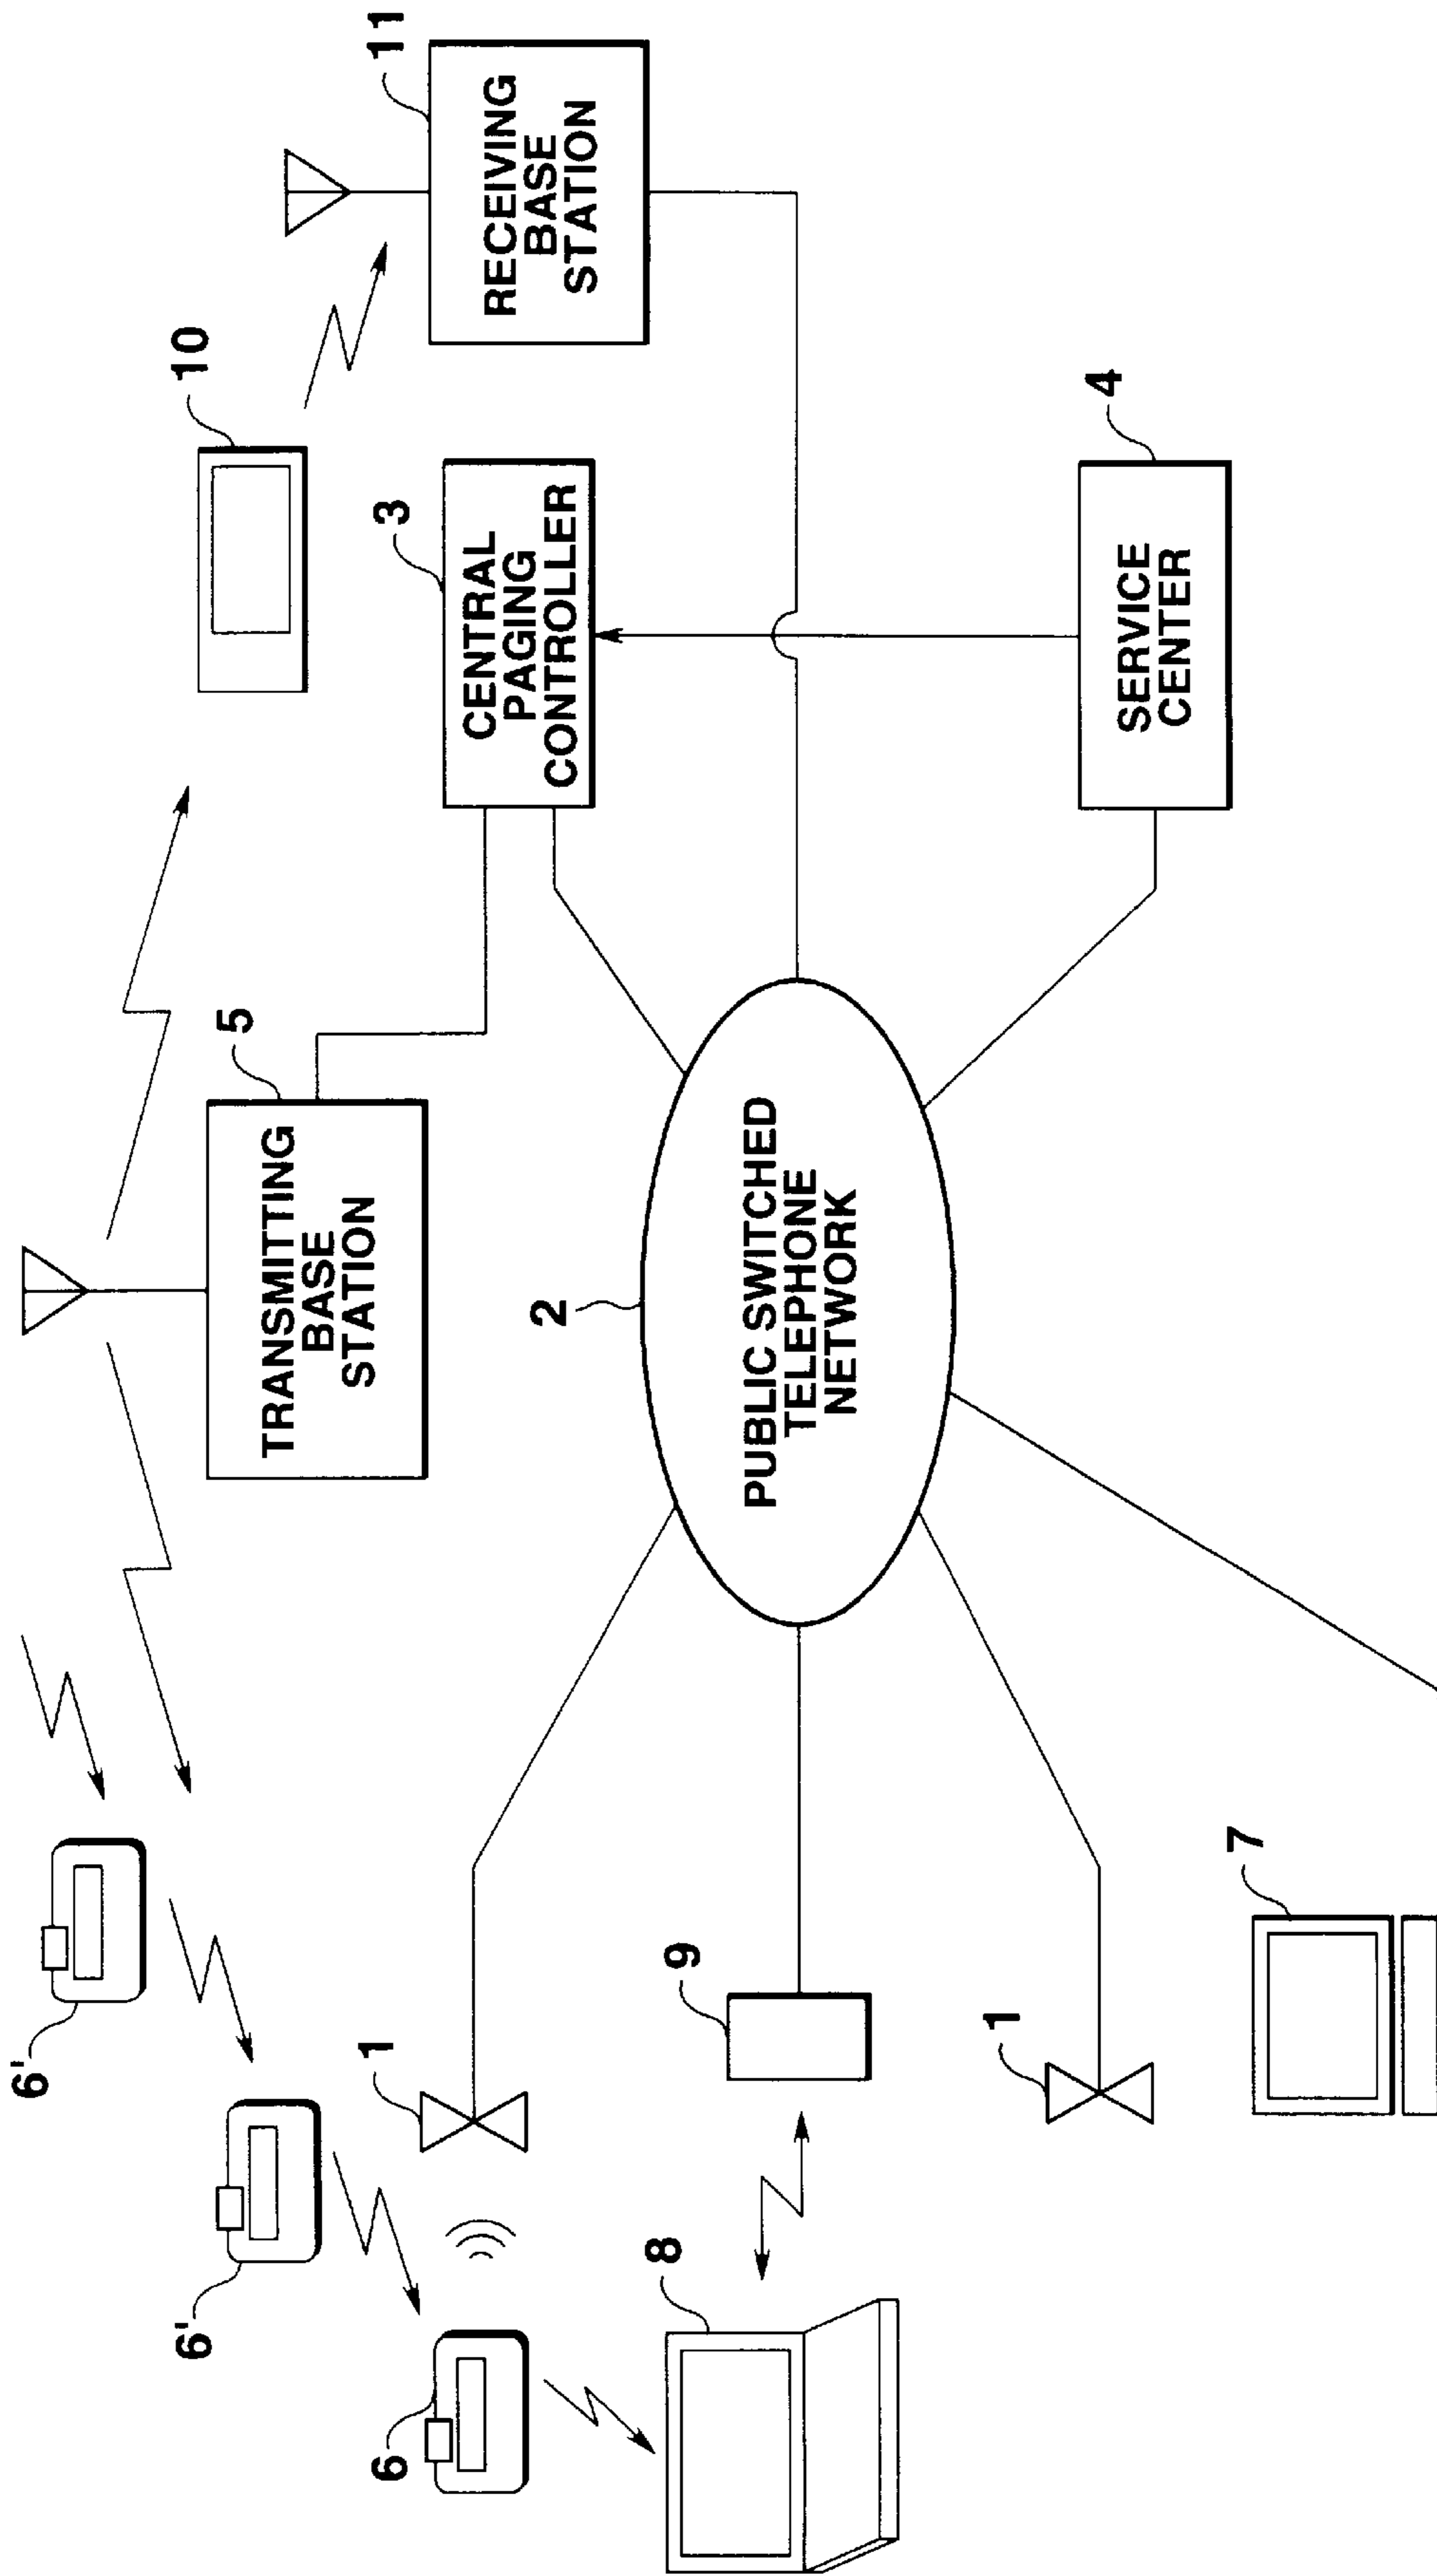 6'
6'
6
1
8
9
1
7
TRANSMITTING
BASE
STATION
5
2
PUBLIC SWITCHED
TELEPHONE
NETWORK
10
3
CENTRAL
PAGING
CONTROLLER
4
SERVICE
CENTER
11
RECEIVING
BASE
STATION